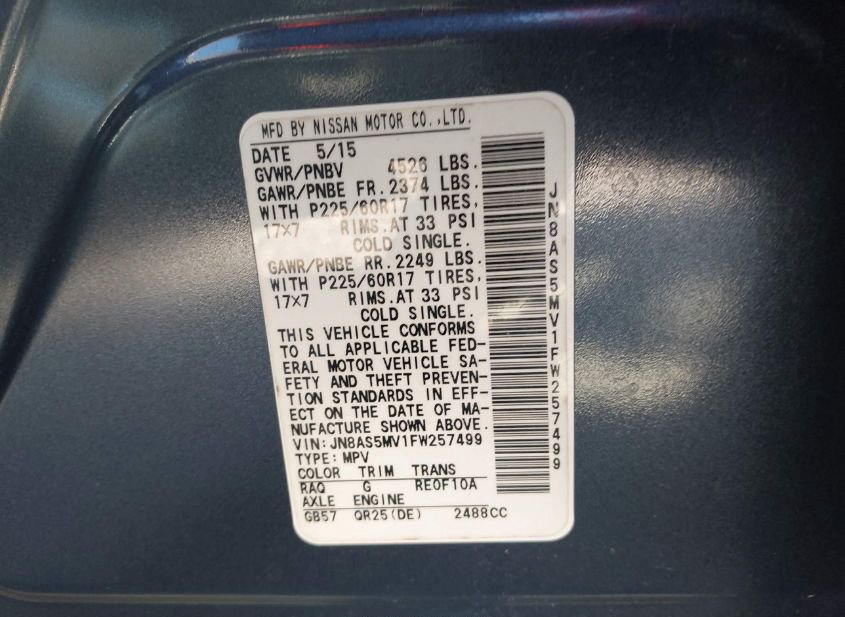 MFD BY NISSAN MOTOR CO.,LTD.
DATE 5/15
GVWR/PNBV 4526 LBS.
GAWR/PNBE FR. 2374 LBS.
WITH P225/60R17 TIRES,
17×7 RIMS.AT 33 PSI
COLD SINGLE.
GAWR/PNBE RR. 2249 LBS.
WITH P225/60R17 TIRES,
17×7 RIMS.AT 33 PSI
COLD SINGLE.
THIS VEHICLE CONFORMS
TO ALL APPLICABLE FED-
ERAL MOTOR VEHICLE SA-
FETY AND THEFT PREVEN-
TION STANDARDS IN EFF-
ECT ON THE DATE OF MA-
NUFACTURE SHOWN ABOVE.
VIN:JN8AS5MV1FW257499
TYPE:MPV
COLOR TRIM TRANS
RAQ G RE0F10A
AXLE ENGINE
GB57 QR25(DE) 2488CC
JN8AS5MV1FW257499